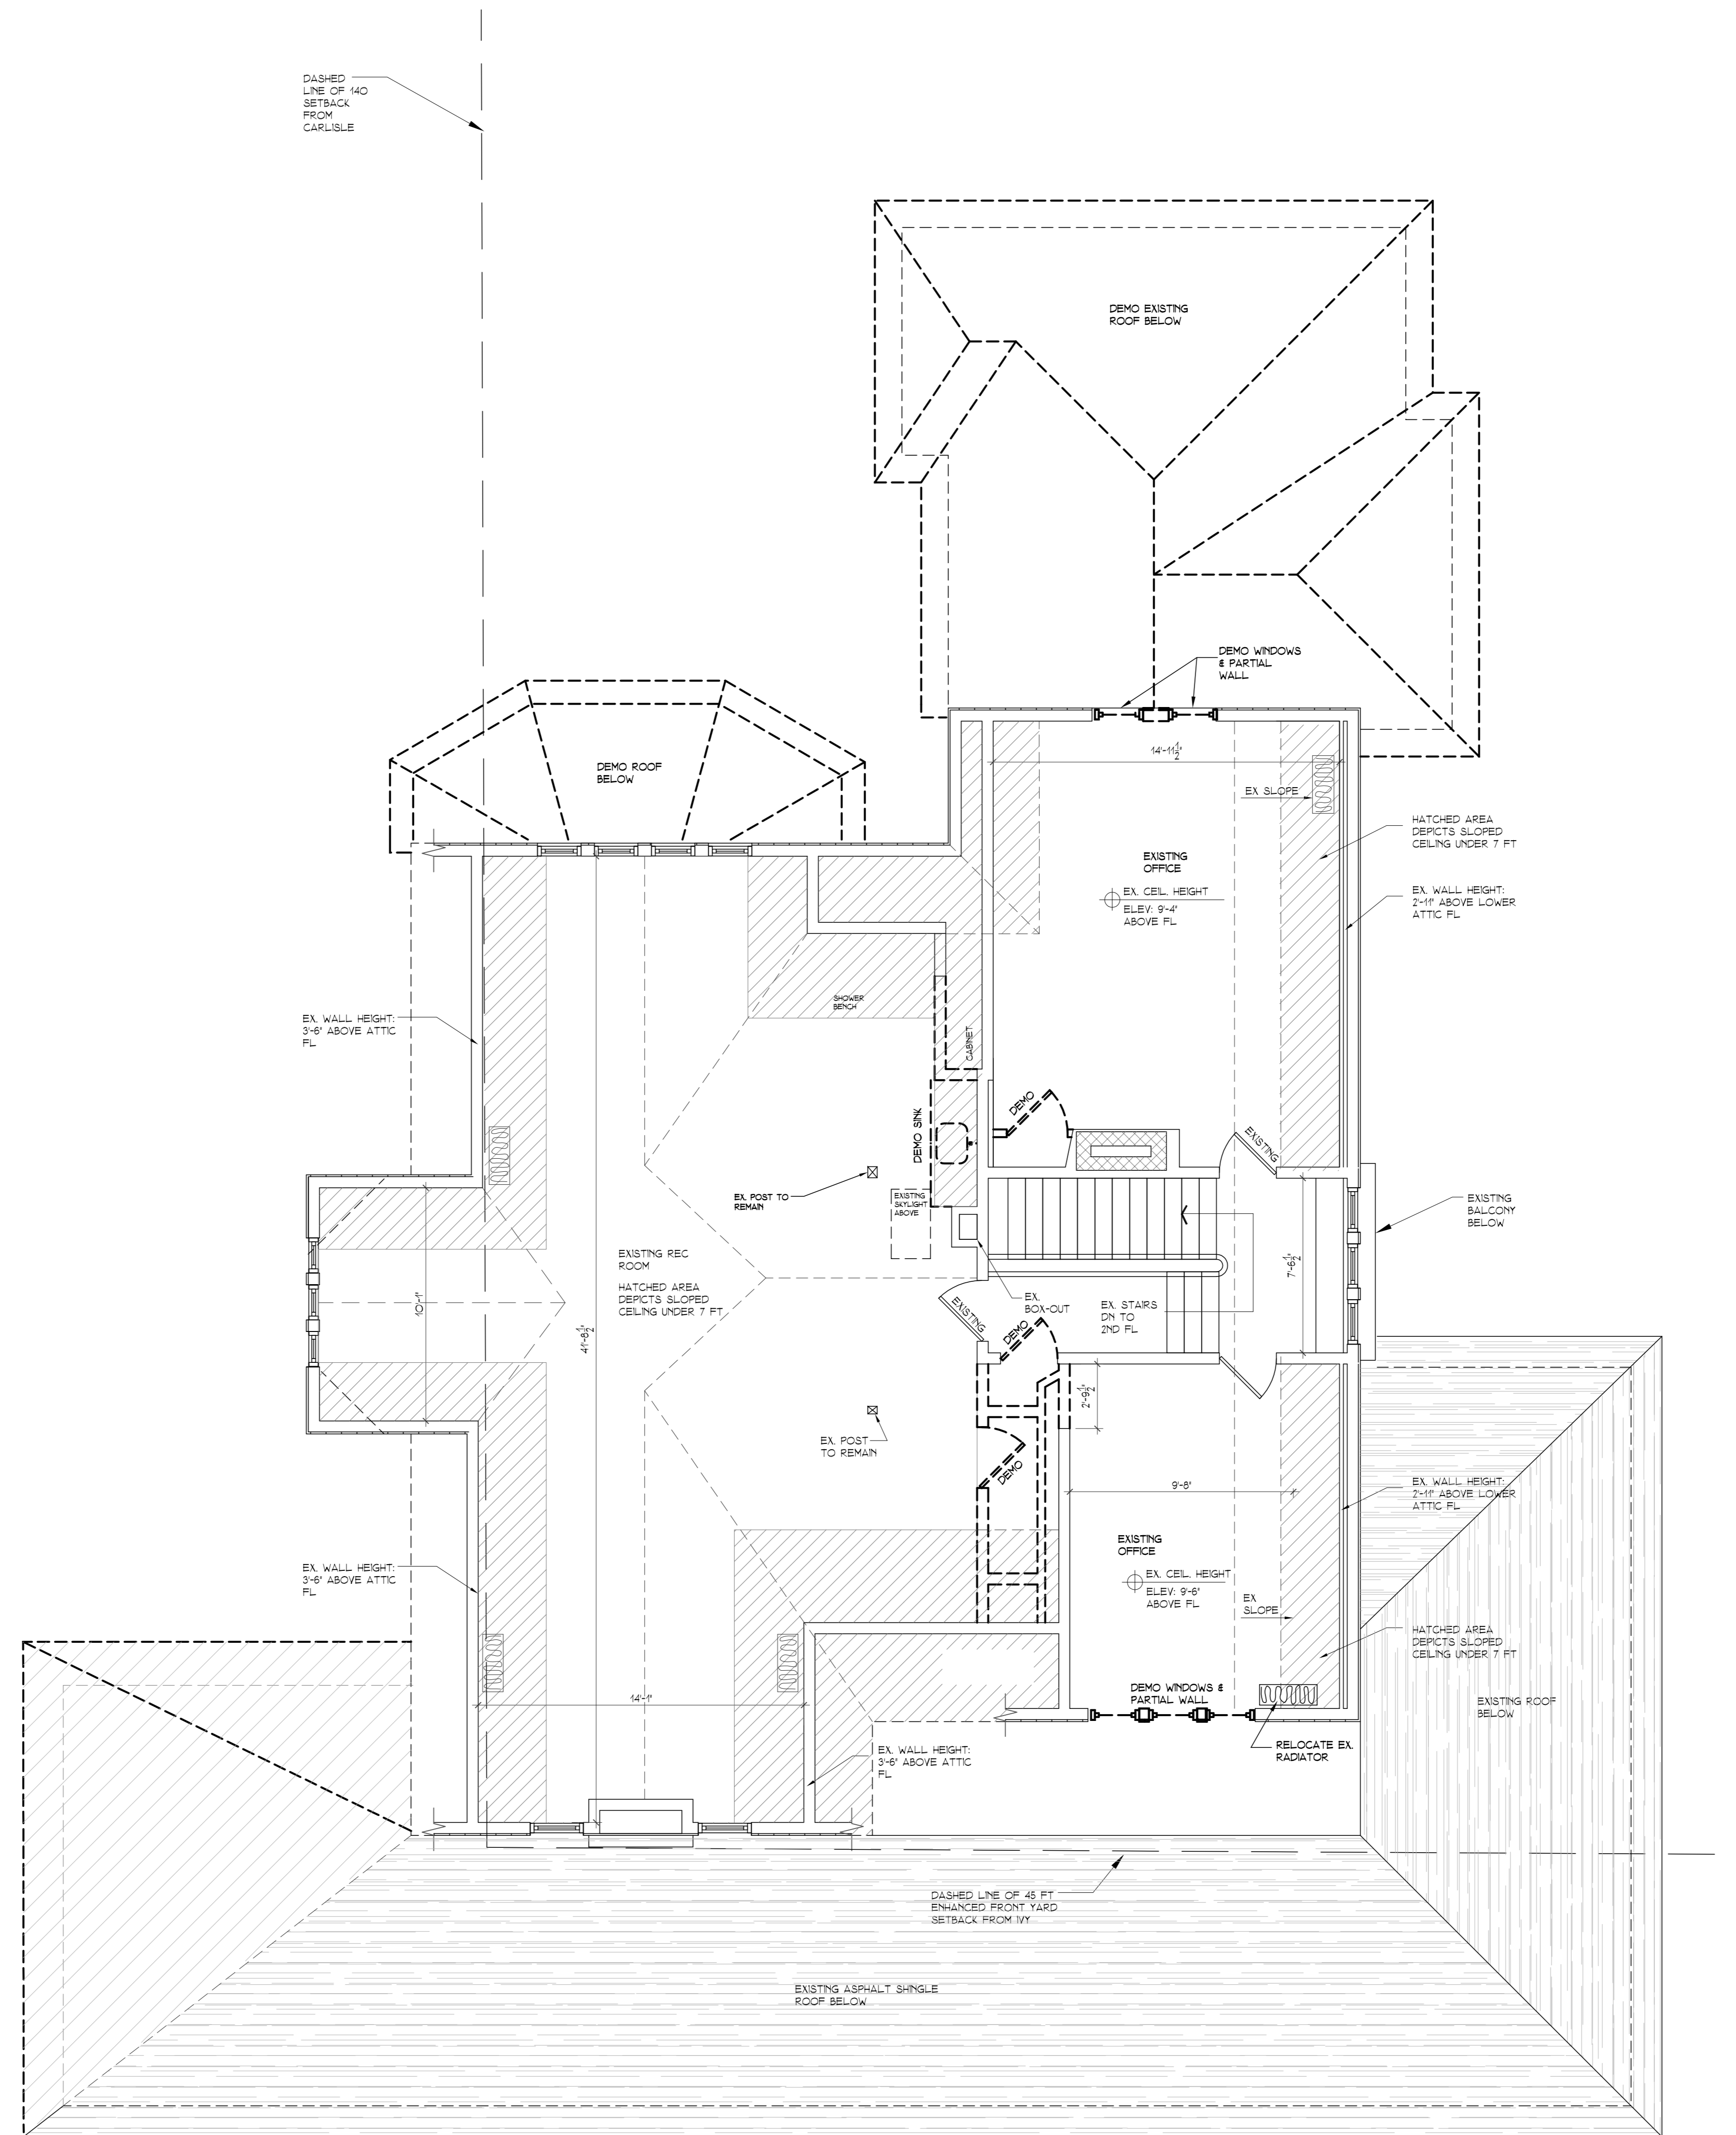 DASHED
LINE OF 140
SETBACK
FROM
CARLISLE
DEMO EXISTING
ROOF BELOW
DEMO WINDOWS
& PARTIAL
WALL
DEMO ROOF
BELOW
14'-11 1/2"
EX SLOPE
HATCHED AREA
DEPICTS SLOPED
CEILING UNDER 7 FT
EXISTING
OFFICE
EX. CEIL. HEIGHT
ELEV: 9'-4"
ABOVE FL
EX. WALL HEIGHT:
2'-11" ABOVE LOWER
ATTIC FL
SHOWER
BENCH
EX. WALL HEIGHT:
3'-6" ABOVE ATTIC
FL
CABINET
DEMO
DEMO SINK
EXISTING
EX. POST TO
REMAIN
EXISTING
SKYLIGHT
ABOVE
EXISTING
BALCONY
BELOW
EXISTING REC
ROOM
HATCHED AREA
DEPICTS SLOPED
CEILING UNDER 7 FT
7'-6 1/2"
10'-1"
41'-8 1/2"
EX.
BOX-OUT
EX. STAIRS
DN TO
2ND FL
EXISTING
DEMO
2'-9 1/2"
EX. POST
TO REMAIN
DEMO
9'-8"
EX. WALL HEIGHT:
2'-11" ABOVE LOWER
ATTIC FL
EXISTING
OFFICE
EX. CEIL. HEIGHT
ELEV: 9'-6"
ABOVE FL
EX. WALL HEIGHT:
3'-6" ABOVE ATTIC
FL
EX
SLOPE
HATCHED AREA
DEPICTS SLOPED
CEILING UNDER 7 FT
14'-1"
DEMO WINDOWS &
PARTIAL WALL
EXISTING ROOF
BELOW
RELOCATE EX.
RADIATOR
EX. WALL HEIGHT:
3'-6" ABOVE ATTIC
FL
DASHED LINE OF 45 FT
ENHANCED FRONT YARD
SETBACK FROM IVY
EXISTING ASPHALT SHINGLE
ROOF BELOW